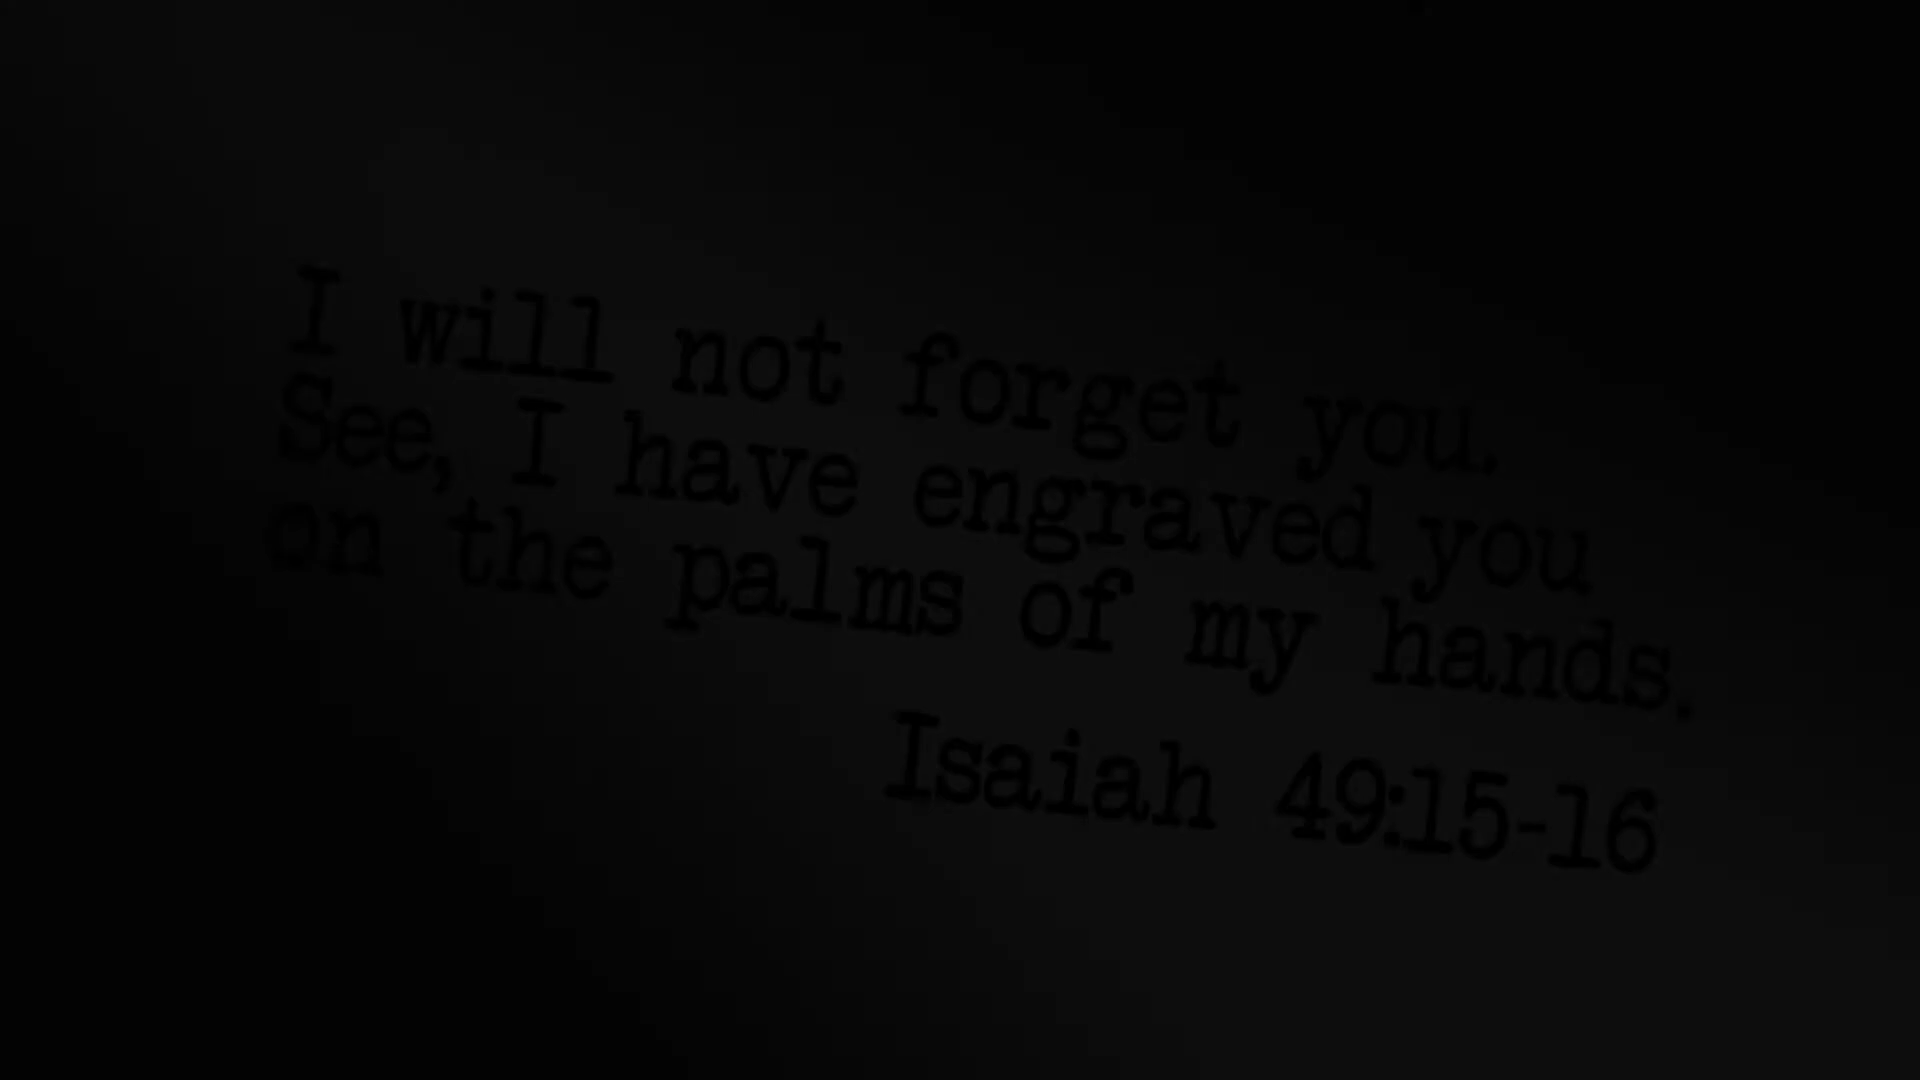 I will not forget you.
See, I have engraved you
on the palms of my hands.
Isaiah 49:15-16